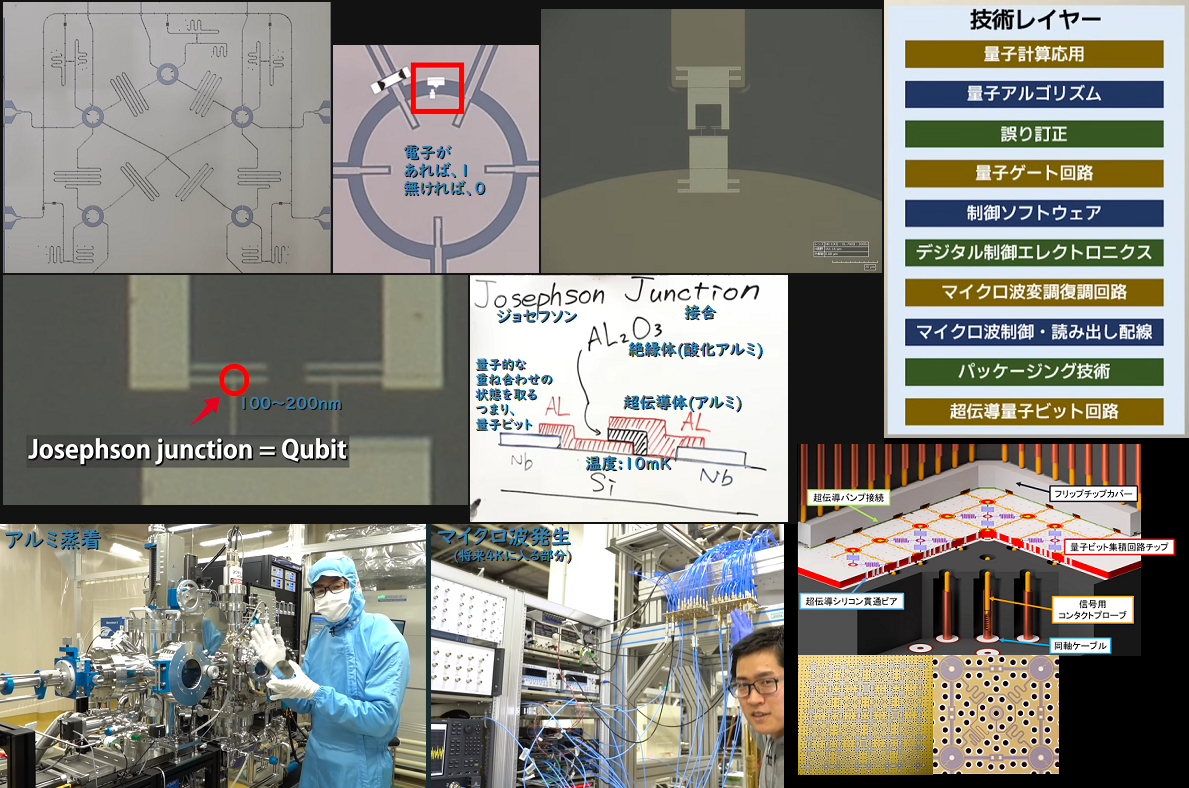 電子が
あれば、1
無ければ、0
技術レイヤー
量子計算応用
量子アルゴリズム
誤り訂正
量子ゲート回路
制御ソフトウェア
デジタル制御エレクトロニクス
マイクロ波変調復調回路
マイクロ波制御・読み出し配線
パッケージング技術
超伝導量子ビット回路
100～200nm
Josephson junction = Qubit
Josephson Junction
ジョセフソン
接合
AL2O3
絶縁体(酸化アルミ)
量子的な
重ね合わせの
状態を取る
つまり、
量子ビット
超伝導体(アルミ)
AL
AL
Nb
温度:10mK
Nb
Si
アルミ蒸着
マイクロ波発生
(将来4Kに入る部分)
超伝導バンプ接続
フリップチップカバー
量子ビット集積回路チップ
超伝導シリコン貫通ビア
信号用
コンタクトプローブ
同軸ケーブル